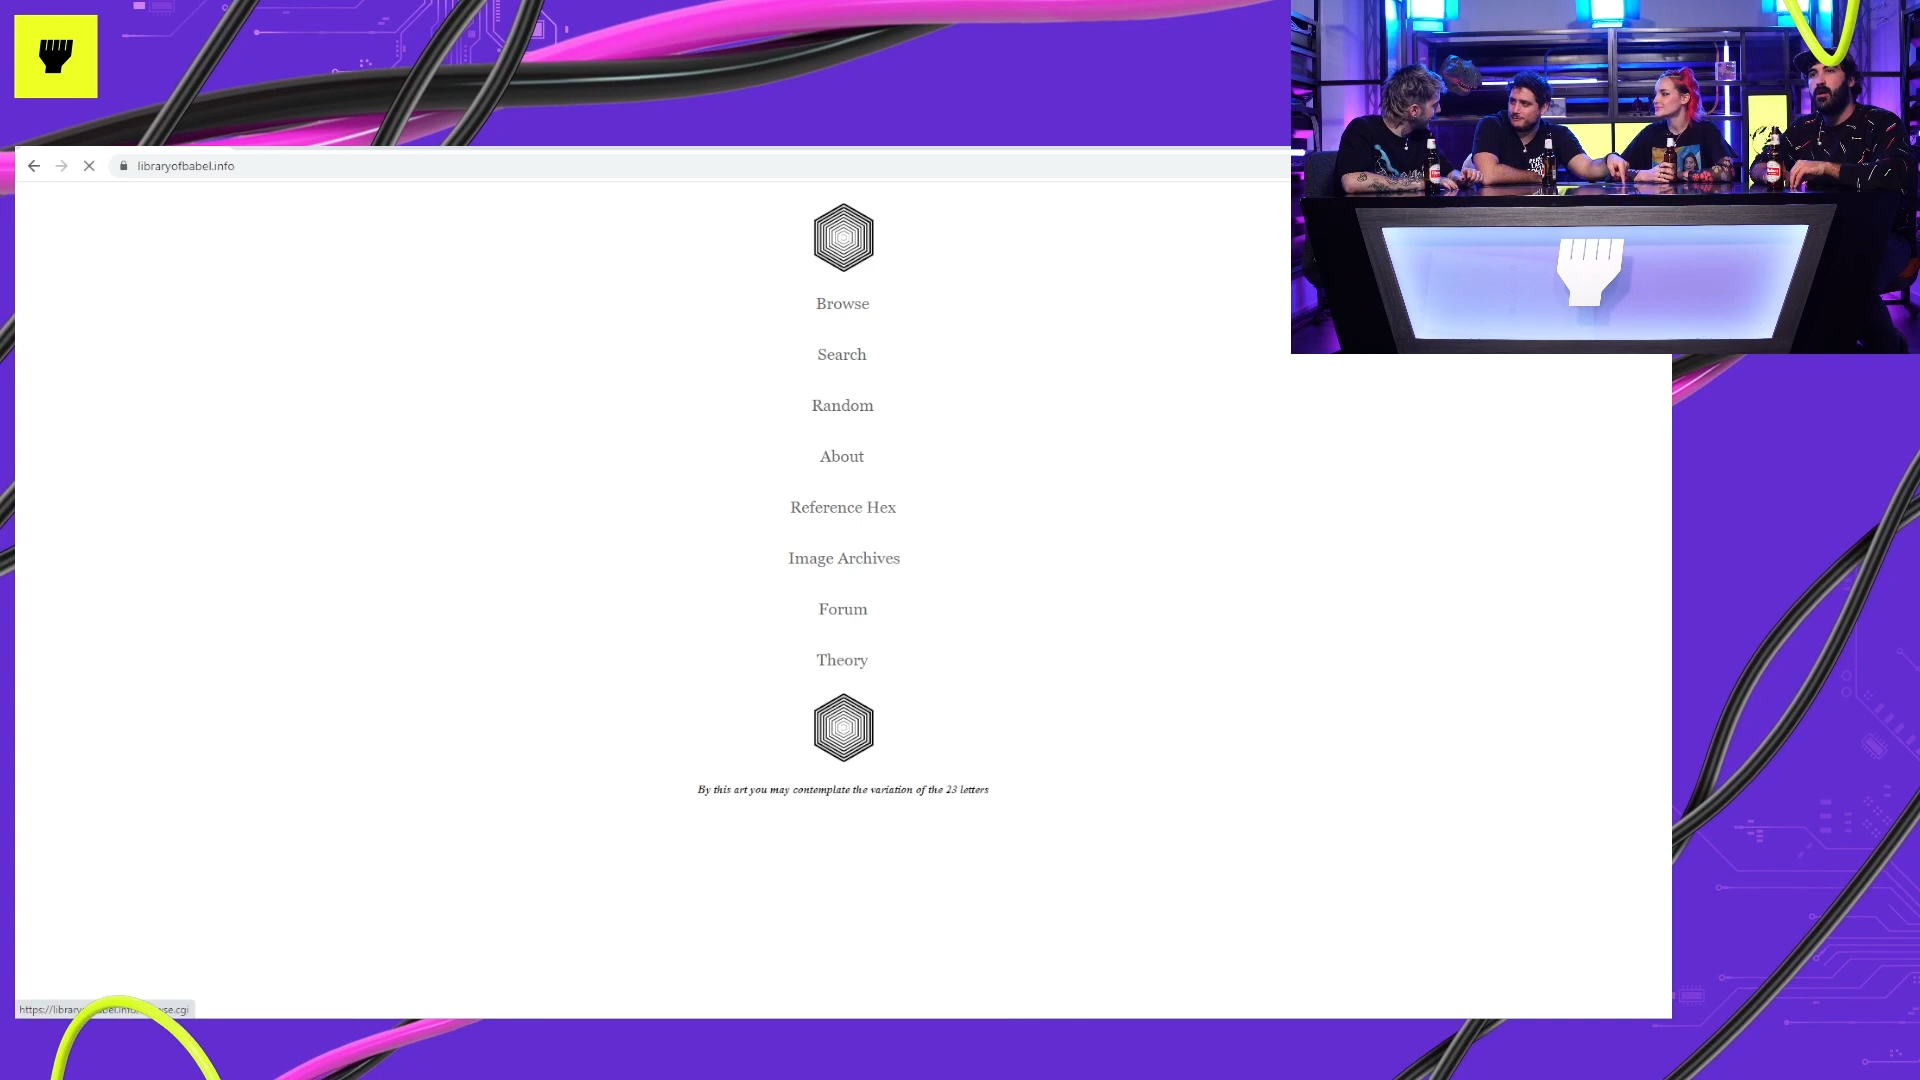 libraryofbabel.info
Browse
Search
Random
About
Reference Hex
Image Archives
Forum
Theory
By this art you may contemplate the variation of the 23 letters